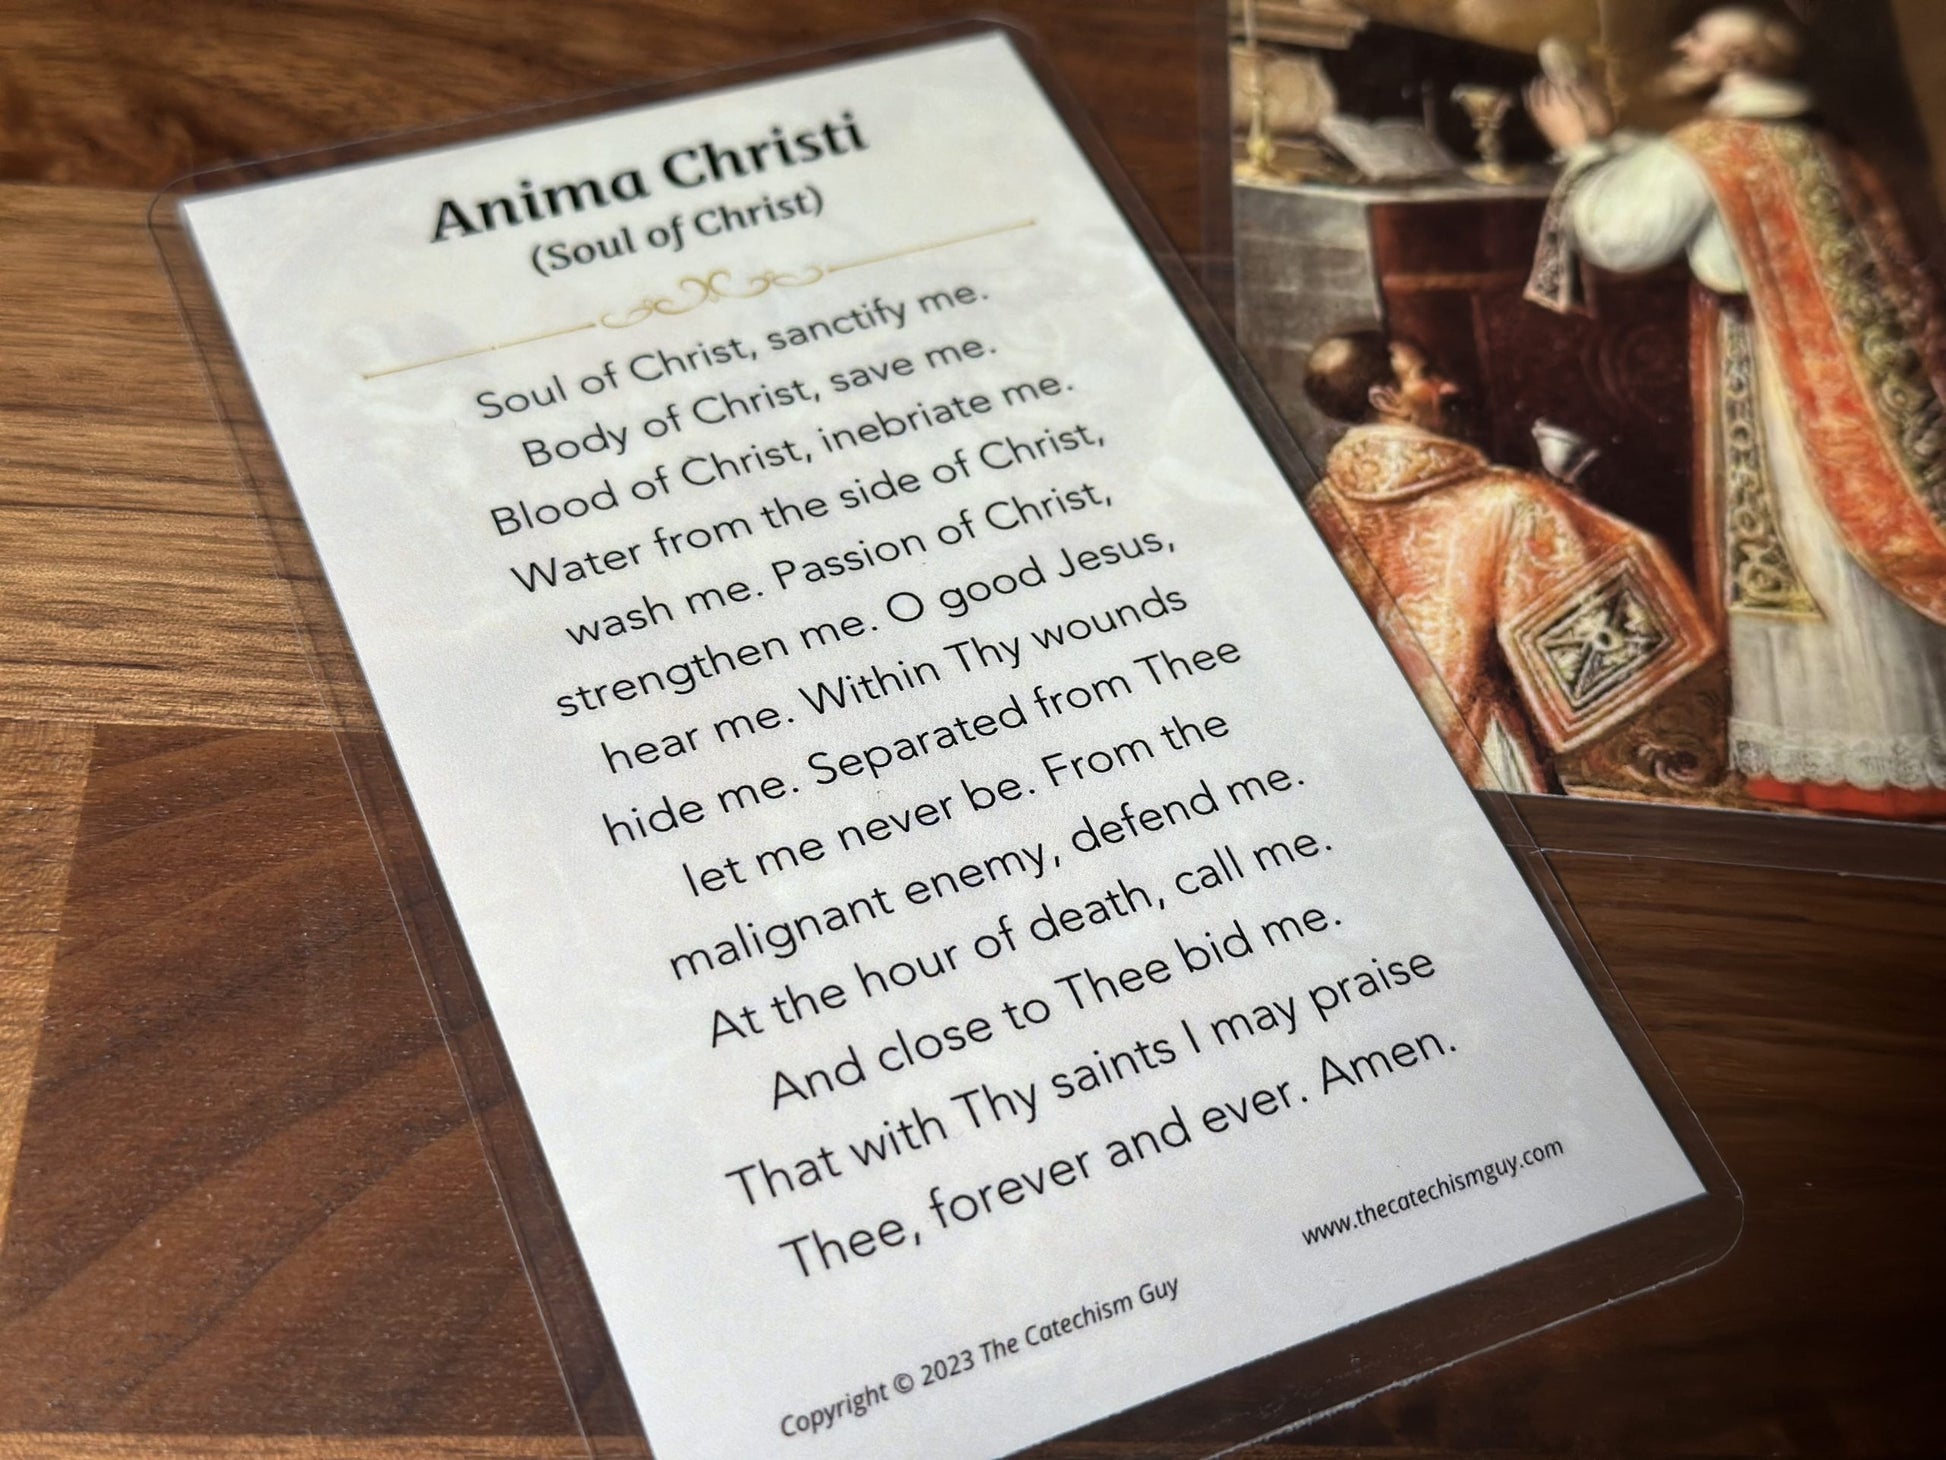 Anima Christi
(Soul of Christ)
Soul of Christ, sanctify me.
Body of Christ, save me.
Blood of Christ, inebriate me.
Water from the side of Christ,
wash me. Passion of Christ,
strengthen me. O good Jesus,
hear me. Within Thy wounds
hide me. Separated from Thee
let me never be. From the
malignant enemy, defend me.
At the hour of death, call me.
And close to Thee bid me.
That with Thy saints I may praise
Thee, forever and ever. Amen.
Copyright © 2023 The Catechism Guy
www.thecatechismguy.com